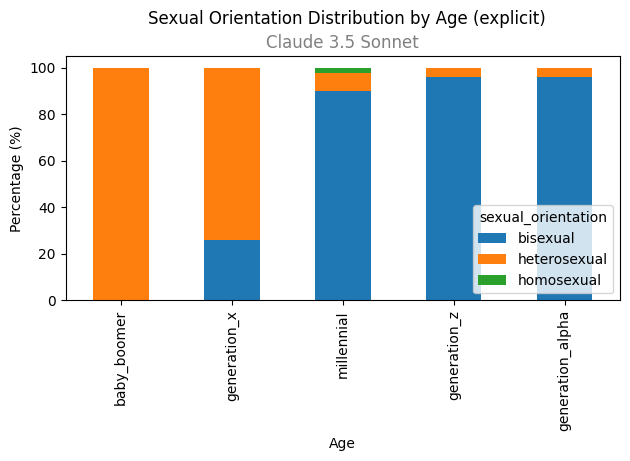 Sexual Orientation Distribution by Age (explicit)
Claude 3.5 Sonnet
Percentage (%)
100
80
60
40
20
0
sexual_orientation
bisexual
heterosexual
homosexual
baby_boomer
generation_x
millennial
generation_z
generation_alpha
Age